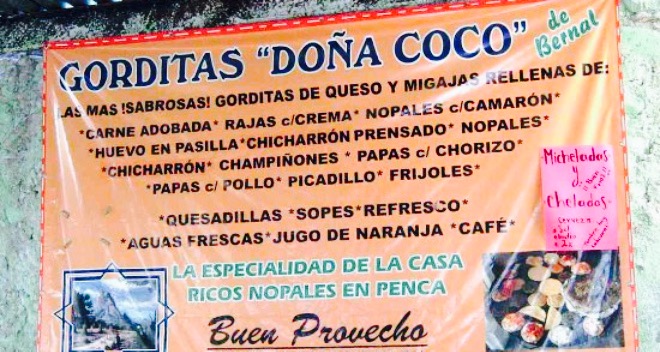 GORDITAS "DOÑA COCO"
de Bernal
LAS MAS !SABROSAS! GORDITAS DE QUESO Y MIGAJAS RELLENAS DE:
*CARNE ADOBADA* RAJAS c/CREMA* NOPALES c/CAMARÓN*
*HUEVO EN PASILLA*CHICHARRÓN PRENSADO* NOPALES*
*CHICHARRÓN* CHAMPIÑONES* PAPAS c/ CHORIZO*
*PAPAS c/ POLLO* PICADILLO* FRIJOLES*
*QUESADILLAS *SOPES*REFRESCO*
*AGUAS FRESCAS*JUGO DE NARANJA *CAFÉ*
LA ESPECIALIDAD DE LA CASA
RICOS NOPALES EN PENCA
Buen Provecho
Micheladas
y
Cheladas